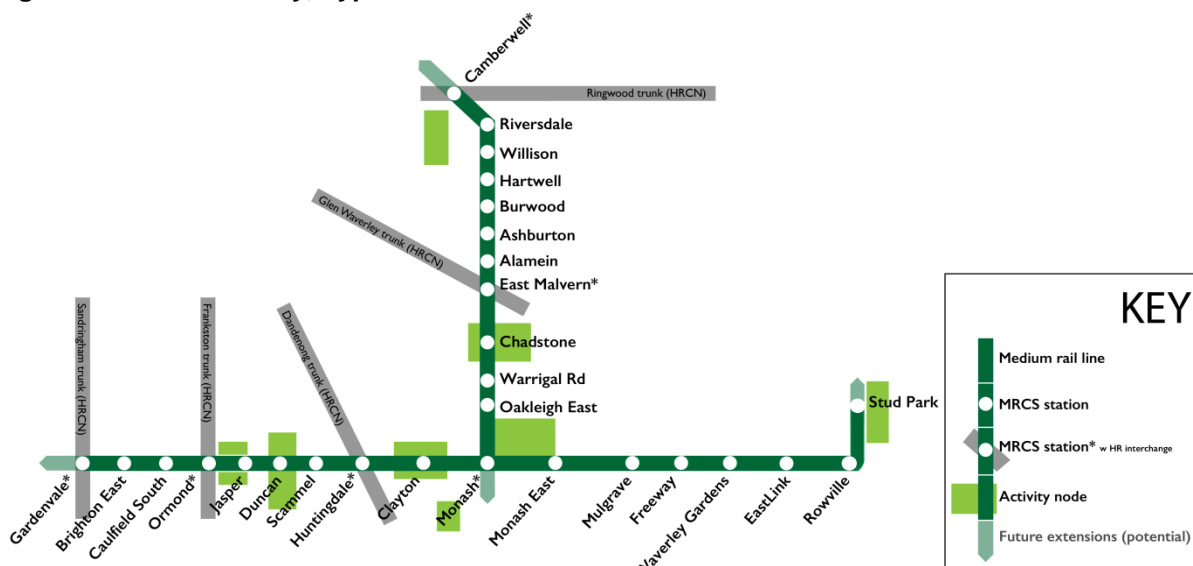 Camberwell*
Ringwood trunk (HRCN)
Riversdale
Willison
Hartwell
Burwood
Glen Waverley trunk (HRCN)
Ashburton
Alamein
East Malvern*
Sandringham trunk (HRCN)
Frankston trunk (HRCN)
Dandenong trunk (HRCN)
Chadstone
Warrigal Rd
Oakleigh East
Stud Park
Gardenvale*
Brighton East
Caulfield South
Ormond*
Jasper
Duncan
Scammel
Huntingdale*
Clayton
Monash*
Monash East
Mulgrave
Freeway
Waverley Gardens
EastLink
Rowville
KEY
Medium rail line
MRCS station
MRCS station* w HR interchange
Activity node
Future extensions (potential)